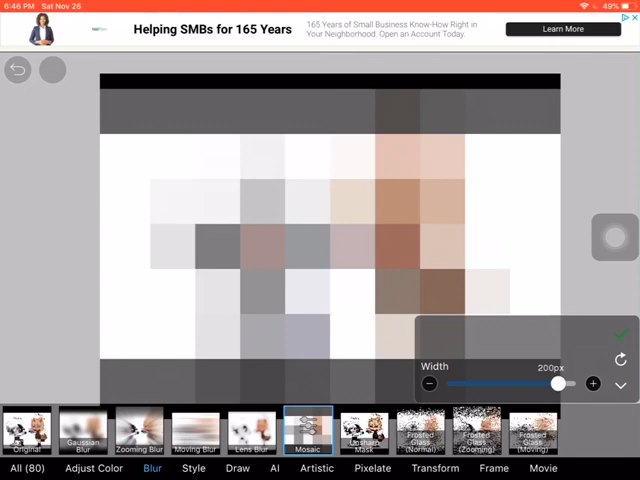 6:46 PM Sat Nov 26
49%
Helping SMBs for 165 Years
165 Years of Small Business Know-How Right in
Your Neighborhood. Open an Account Today.
Learn More
Width
200px
Original
Gaussian
Blur
Zooming Blur
Moving Blur
Lens Blur
Mosaic
Unsharp
Mask
Frosted
Glass
(Normal)
Frosted
Glass
(Zooming)
Frosted
Glass
(Moving)
All (80)
Adjust Color
Blur
Style
Draw
AI
Artistic
Pixelate
Transform
Frame
Movie